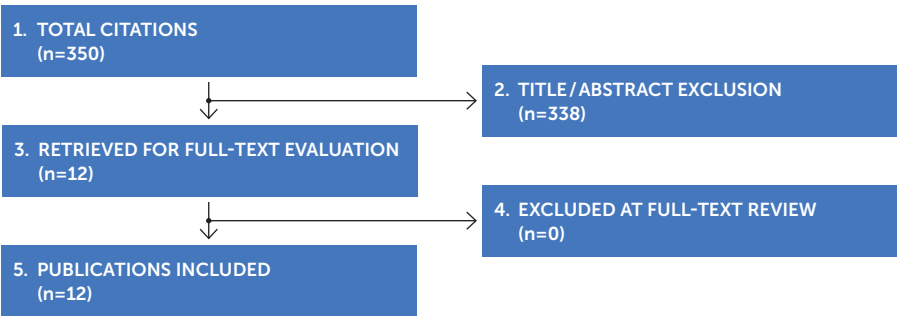 1. TOTAL CITATIONS
(n=350)
2. TITLE/ABSTRACT EXCLUSION
(n=338)
3. RETRIEVED FOR FULL-TEXT EVALUATION
(n=12)
4. EXCLUDED AT FULL-TEXT REVIEW
(n=0)
5. PUBLICATIONS INCLUDED
(n=12)